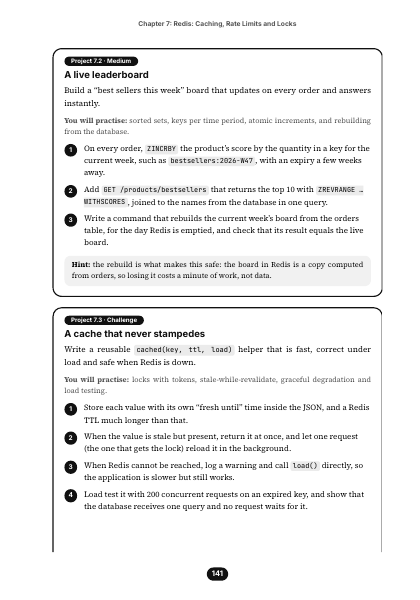 Chapter 7: Redis: Caching, Rate Limits and Locks
Project 7.2 • Medium
A live leaderboard
Build a “best sellers this week” board that updates on every order and answers
instantly.
You will practise: sorted sets, keys per time period, atomic increments, and rebuilding
from the database.
1 On every order, ZINCRBY the product’s score by the quantity in a key for the
current week, such as bestsellers:2026-W47, with an expiry a few weeks
away.
2 Add GET /products/bestsellers that returns the top 10 with ZREVRANGE …
WITHSCORES, joined to the names from the database in one query.
3 Write a command that rebuilds the current week’s board from the orders
table, for the day Redis is emptied, and check that its result equals the live
board.
Hint: the rebuild is what makes this safe: the board in Redis is a copy computed
from orders, so losing it costs a minute of work, not data.
Project 7.3 • Challenge
A cache that never stampedes
Write a reusable cached(key, ttl, load) helper that is fast, correct under
load and safe when Redis is down.
You will practise: locks with tokens, stale-while-revalidate, graceful degradation and
load testing.
1 Store each value with its own “fresh until” time inside the JSON, and a Redis
TTL much longer than that.
2 When the value is stale but present, return it at once, and let one request
(the one that gets the lock) reload it in the background.
3 When Redis cannot be reached, log a warning and call load() directly, so
the application is slower but still works.
4 Load test it with 200 concurrent requests on an expired key, and show that
the database receives one query and no request waits for it.
141